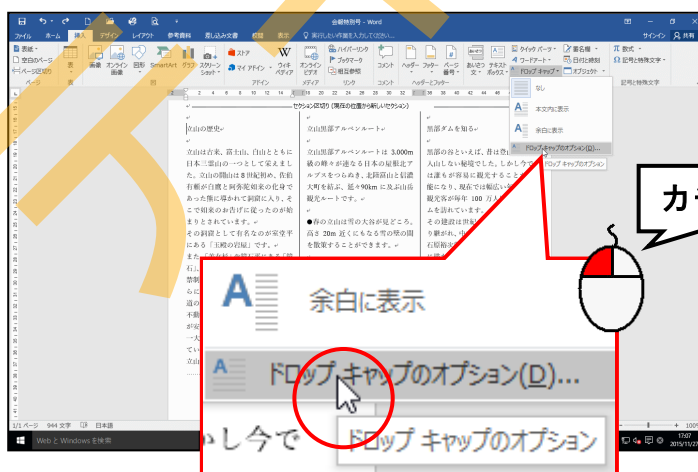 会報特別号 - Word
サインイン 共有
ファイル ホーム 挿入 デザイン レイアウト 参考資料 差し込み文書 校閲 表示 実行したい作業を入力してください...
表紙
空白のページ
ページ区切り
ページ
表
表
画像
オンライン
画像
図形
SmartArt
グラフ
スクリーン
ショット
図
ストア
マイ アドイン
アドイン
ウィキ
ペディア
オンライン
ビデオ
メディア
ハイパーリンク
ブックマーク
相互参照
リンク
コメント
コメント
ヘッダー
フッター
ページ
番号
ヘッダーとフッター
あいさつ
文
テキスト
ボックス
クイック パーツ
ワードアート
ドロップ キャップ
署名欄
日付と時刻
オブジェクト
数式
記号と特殊文字
記号と特殊文字
なし
本文内に表示
余白に表示
ドロップ キャップのオプション(D)...
ドロップ キャップのオプション
セクション区切り (現在の位置から新しいセクション)
立山の歴史
立山は古来、富士山、白山とともに
日本三霊山の一つとして栄えまし
た。立山の開山は8世紀初め、佐伯
有頼が白鷹と阿弥陀如来の化身で
あった熊に導かれて洞窟に入り、そ
こで如来のお告げに従ったのが始
まりとされています。
その洞窟として有名なのが室堂平
にある「玉殿の岩屋」です。
立山黒部アルペンルート
立山黒部アルペンルートは 3,000m
級の峰々が連なる日本の屋根北ア
ルプスをつらぬき、北陸富山と信濃
大町を結ぶ、延々90km に及ぶ山岳
観光ルートです。
●春の立山は雪の大谷が見どころ。
高さ 20m 近くにもなる雪の壁の間
を散策することができます。
黒部ダムを知る
黒部の谷といえば、昔は
入山しない秘境でした。しかし今で
は誰もが容易に観光すること
能になり、現在では幅広い
観光客が毎年 100 万人
ムを訪れています。
その建設は世紀
り継がれ、中
石原裕次
余白に表示
ドロップ キャップのオプション(D)...
し今で
ドロップ キャップのオプション
カ
1/1 ページ 944 文字 日本語
100%
Web と Windows を検索
17:07
2015/11/27